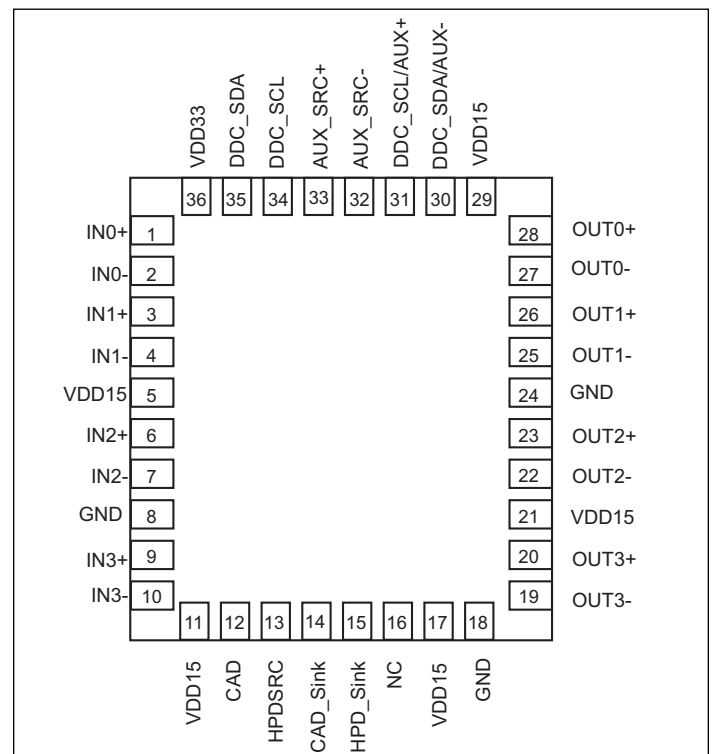 VDD33
DDC_SDA
DDC_SCL
AUX_SRC+
AUX_SRC-
DDC_SCL/AUX+
DDC_SDA/AUX-
VDD15
36 35 34 33 32 31 30 29
IN0+ 1 28 OUT0+
IN0- 2 27 OUT0-
IN1+ 3 26 OUT1+
IN1- 4 25 OUT1-
VDD15 5 24 GND
IN2+ 6 23 OUT2+
IN2- 7 22 OUT2-
GND 8 21 VDD15
IN3+ 9 20 OUT3+
IN3- 10 19 OUT3-
11 12 13 14 15 16 17 18
VDD15
CAD
HPDSRC
CAD_Sink
HPD_Sink
NC
VDD15
GND